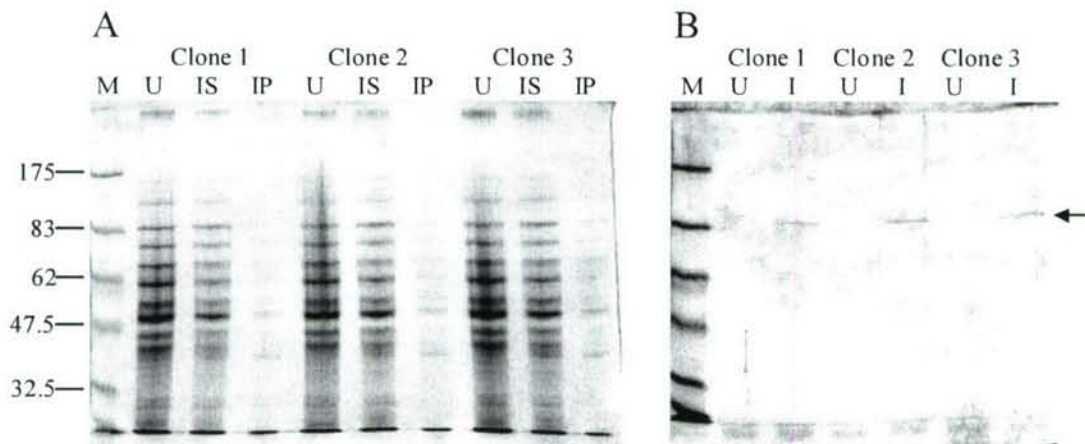 A
Clone 1 Clone 2 Clone 3
M U IS IP U IS IP U IS IP
175
83
62
47.5
32.5
B
Clone 1 Clone 2 Clone 3
M U I U I U I